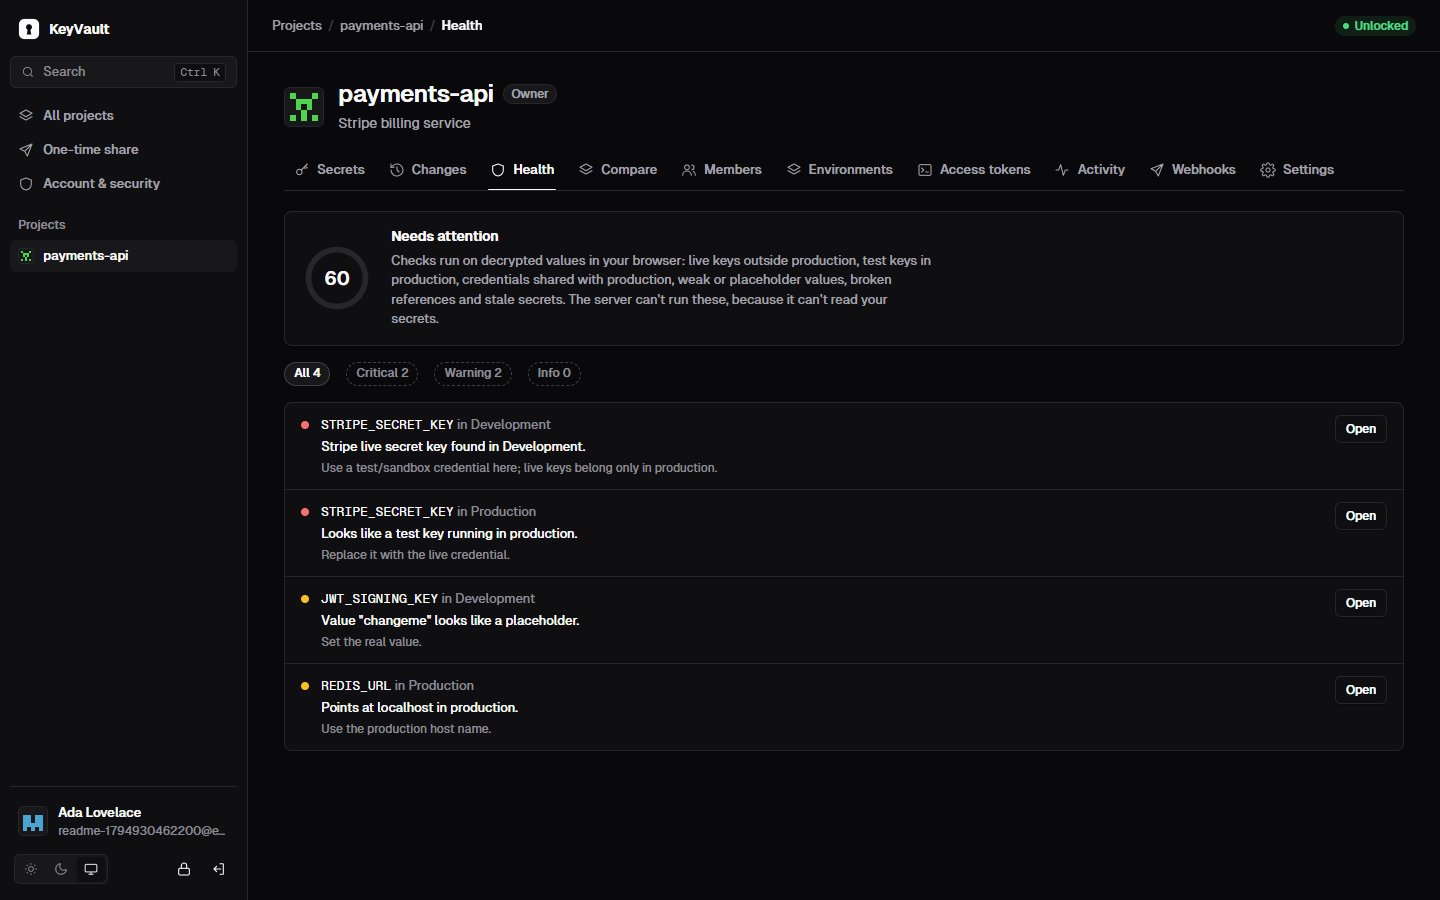 KeyVault
Search
Ctrl K
All projects
One-time share
Account & security
Projects
payments-api
Ada Lovelace
readme-1794930462200@e…
Projects / payments-api / Health
Unlocked
payments-api
Owner
Stripe billing service
Secrets
Changes
Health
Compare
Members
Environments
Access tokens
Activity
Webhooks
Settings
60
Needs attention
Checks run on decrypted values in your browser: live keys outside production, test keys in
production, credentials shared with production, weak or placeholder values, broken
references and stale secrets. The server can't run these, because it can't read your
secrets.
All 4
Critical 2
Warning 2
Info 0
STRIPE_SECRET_KEY in Development
Stripe live secret key found in Development.
Use a test/sandbox credential here; live keys belong only in production.
Open
STRIPE_SECRET_KEY in Production
Looks like a test key running in production.
Replace it with the live credential.
Open
JWT_SIGNING_KEY in Development
Value "changeme" looks like a placeholder.
Set the real value.
Open
REDIS_URL in Production
Points at localhost in production.
Use the production host name.
Open